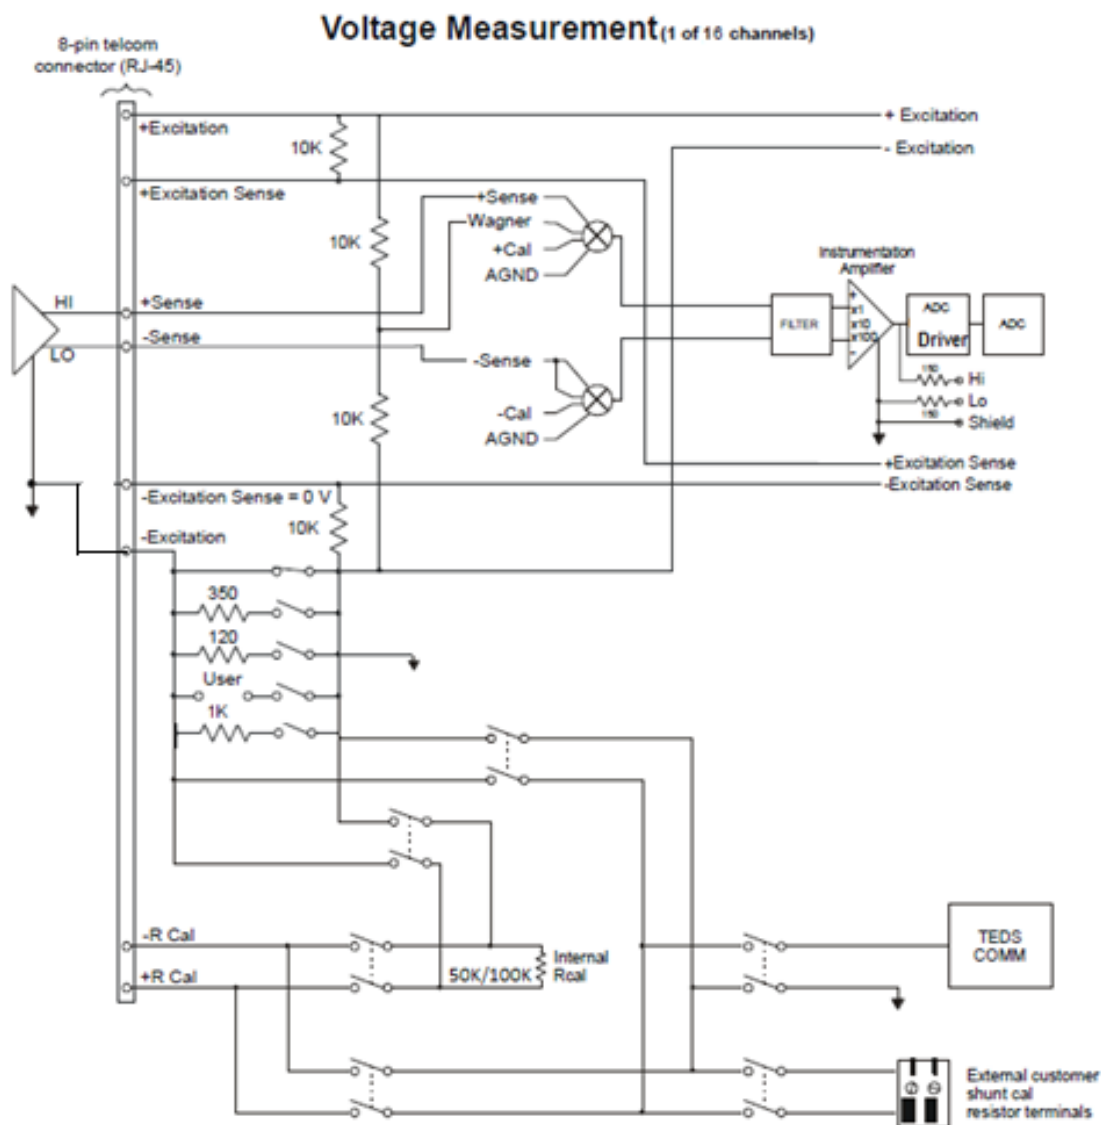 Voltage Measurement (1 of 16 channels)
8-pin telcom
connector (RJ-45)
+Excitation
+ Excitation
10K
- Excitation
+Excitation Sense
+Sense
Wagner
10K
+Cal
AGND
Instrumentation
Amplifier
HI
+Sense
+
x1
x10
x100
-
FILTER
ADC
Driver
ADC
-Sense
LO
-Sense
150
Hi
Lo
150
Shield
10K
-Cal
AGND
+Excitation Sense
-Excitation Sense
-Excitation Sense = 0 V
10K
-Excitation
350
120
User
1K
-R Cal
TEDS
COMM
Internal
Rcal
50K/100K
+R Cal
External customer
shunt cal
resistor terminals